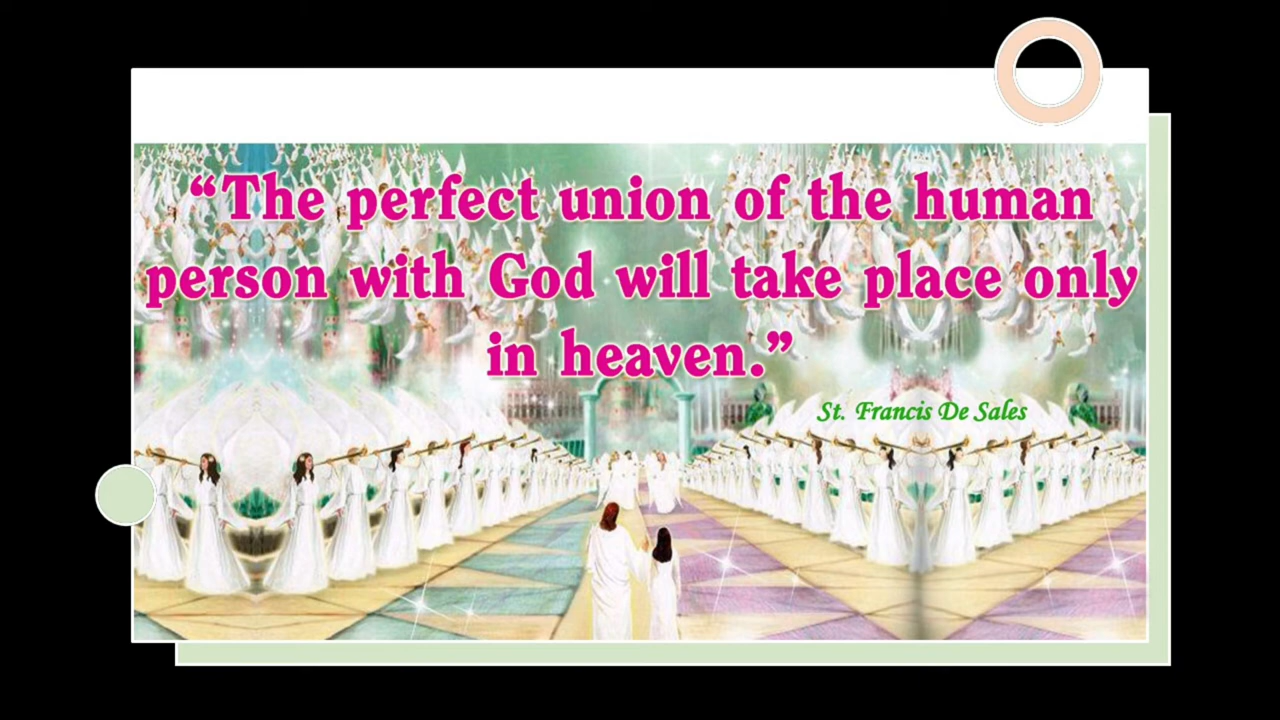 “The perfect union of the human
person with God will take place only
in heaven.”
St. Francis De Sales